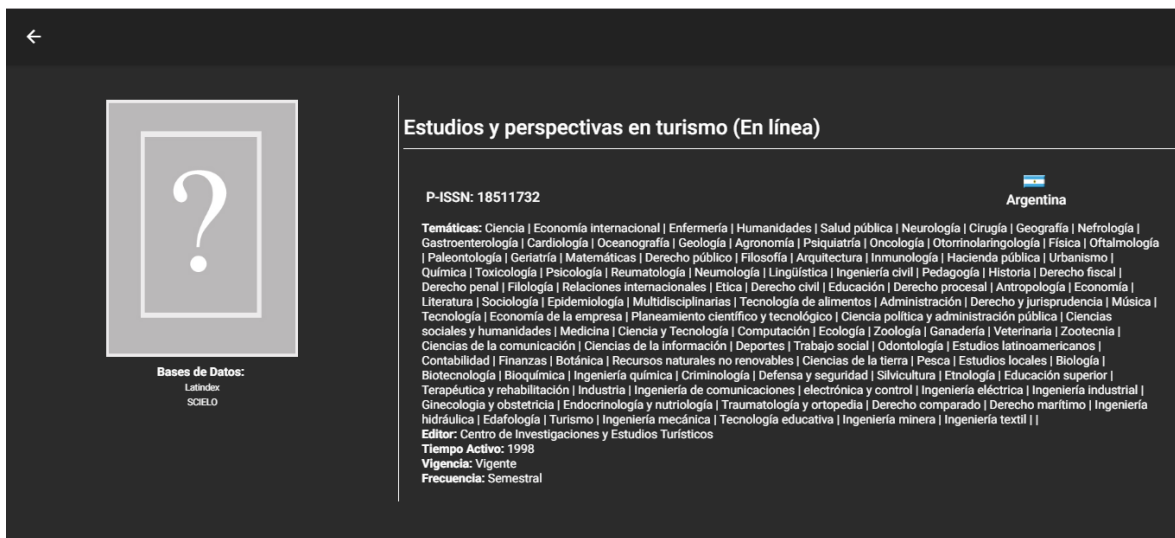 Estudios y perspectivas en turismo (En línea)
?
P-ISSN: 18511732
Argentina
Temáticas: Ciencia | Economía internacional | Enfermería | Humanidades | Salud pública | Neurología | Cirugía | Geografía | Nefrología |
Gastroenterología | Cardiología | Oceanografía | Geología | Agronomía | Psiquiatría | Oncología | Otorrinolaringología | Física | Oftalmología
| Paleontología | Geriatría | Matemáticas | Derecho público | Filosofía | Arquitectura | Inmunología | Hacienda pública | Urbanismo |
Química | Toxicología | Psicología | Reumatología | Neumología | Lingüística | Ingeniería civil | Pedagogía | Historia | Derecho fiscal |
Derecho penal | Filología | Relaciones internacionales | Etica | Derecho civil | Educación | Derecho procesal | Antropología | Economía |
Literatura | Sociología | Epidemiología | Multidisciplinarias | Tecnología de alimentos | Administración | Derecho y jurisprudencia | Música |
Tecnología | Economía de la empresa | Planeamiento científico y tecnológico | Ciencia política y administración pública | Ciencias
sociales y humanidades | Medicina | Ciencia y Tecnología | Computación | Ecología | Zoología | Ganadería | Veterinaria | Zootecnia |
Ciencias de la comunicación | Ciencias de la información | Deportes | Trabajo social | Odontología | Estudios latinoamericanos |
Contabilidad | Finanzas | Botánica | Recursos naturales no renovables | Ciencias de la tierra | Pesca | Estudios locales | Biología |
Biotecnología | Bioquímica | Ingeniería química | Criminología | Defensa y seguridad | Silvicultura | Etnología | Educación superior |
Terapéutica y rehabilitación | Industria | Ingeniería de comunicaciones | electrónica y control | Ingeniería eléctrica | Ingeniería industrial |
Ginecologia y obstetricia | Endocrinología y nutriología | Traumatología y ortopedia | Derecho comparado | Derecho marítimo | Ingeniería
hidráulica | Edafología | Turismo | Ingeniería mecánica | Tecnología educativa | Ingeniería minera | Ingeniería textil | |
Editor: Centro de Investigaciones y Estudios Turísticos
Tiempo Activo: 1998
Vigencia: Vigente
Frecuencia: Semestral
Bases de Datos:
Latindex
SCIELO